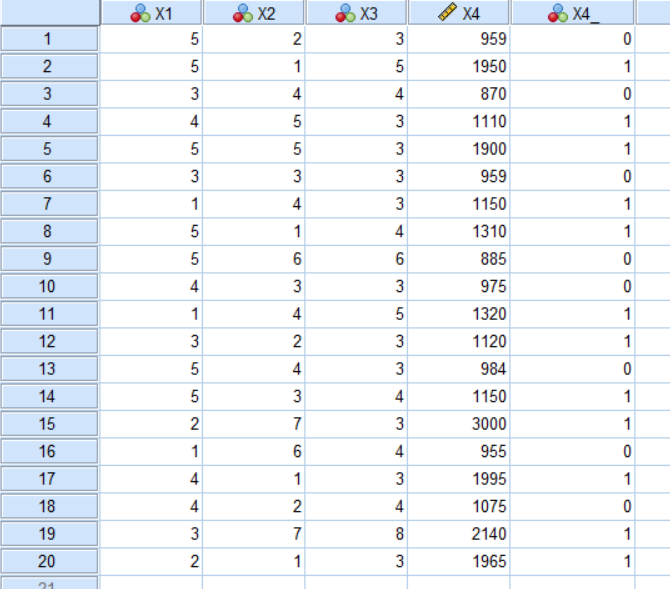 X1 X2 X3 X4 X4_
1 5 2 3 959 0
2 5 1 5 1950 1
3 3 4 4 870 0
4 4 5 3 1110 1
5 5 5 3 1900 1
6 3 3 3 959 0
7 1 4 3 1150 1
8 5 1 4 1310 1
9 5 6 6 885 0
10 4 3 3 975 0
11 1 4 5 1320 1
12 3 2 3 1120 1
13 5 4 3 984 0
14 5 3 4 1150 1
15 2 7 3 3000 1
16 1 6 4 955 0
17 4 1 3 1995 1
18 4 2 4 1075 0
19 3 7 8 2140 1
20 2 1 3 1965 1
21